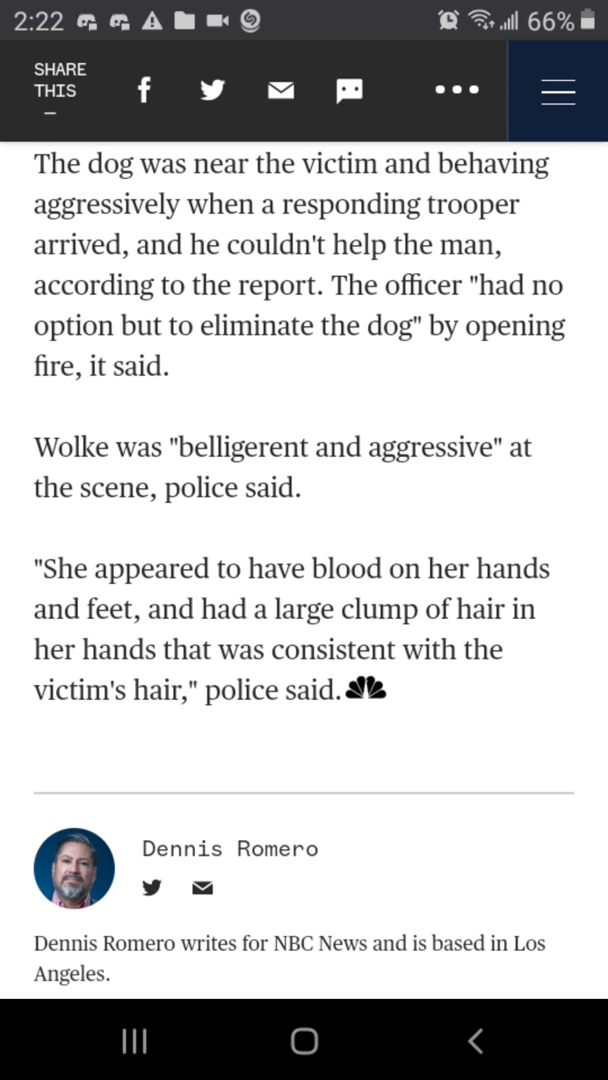 2:22
66%
SHARE
THIS
The dog was near the victim and behaving
aggressively when a responding trooper
arrived, and he couldn't help the man,
according to the report. The officer "had no
option but to eliminate the dog" by opening
fire, it said.
Wolke was "belligerent and aggressive" at
the scene, police said.
"She appeared to have blood on her hands
and feet, and had a large clump of hair in
her hands that was consistent with the
victim's hair," police said.
Dennis Romero
Dennis Romero writes for NBC News and is based in Los
Angeles.